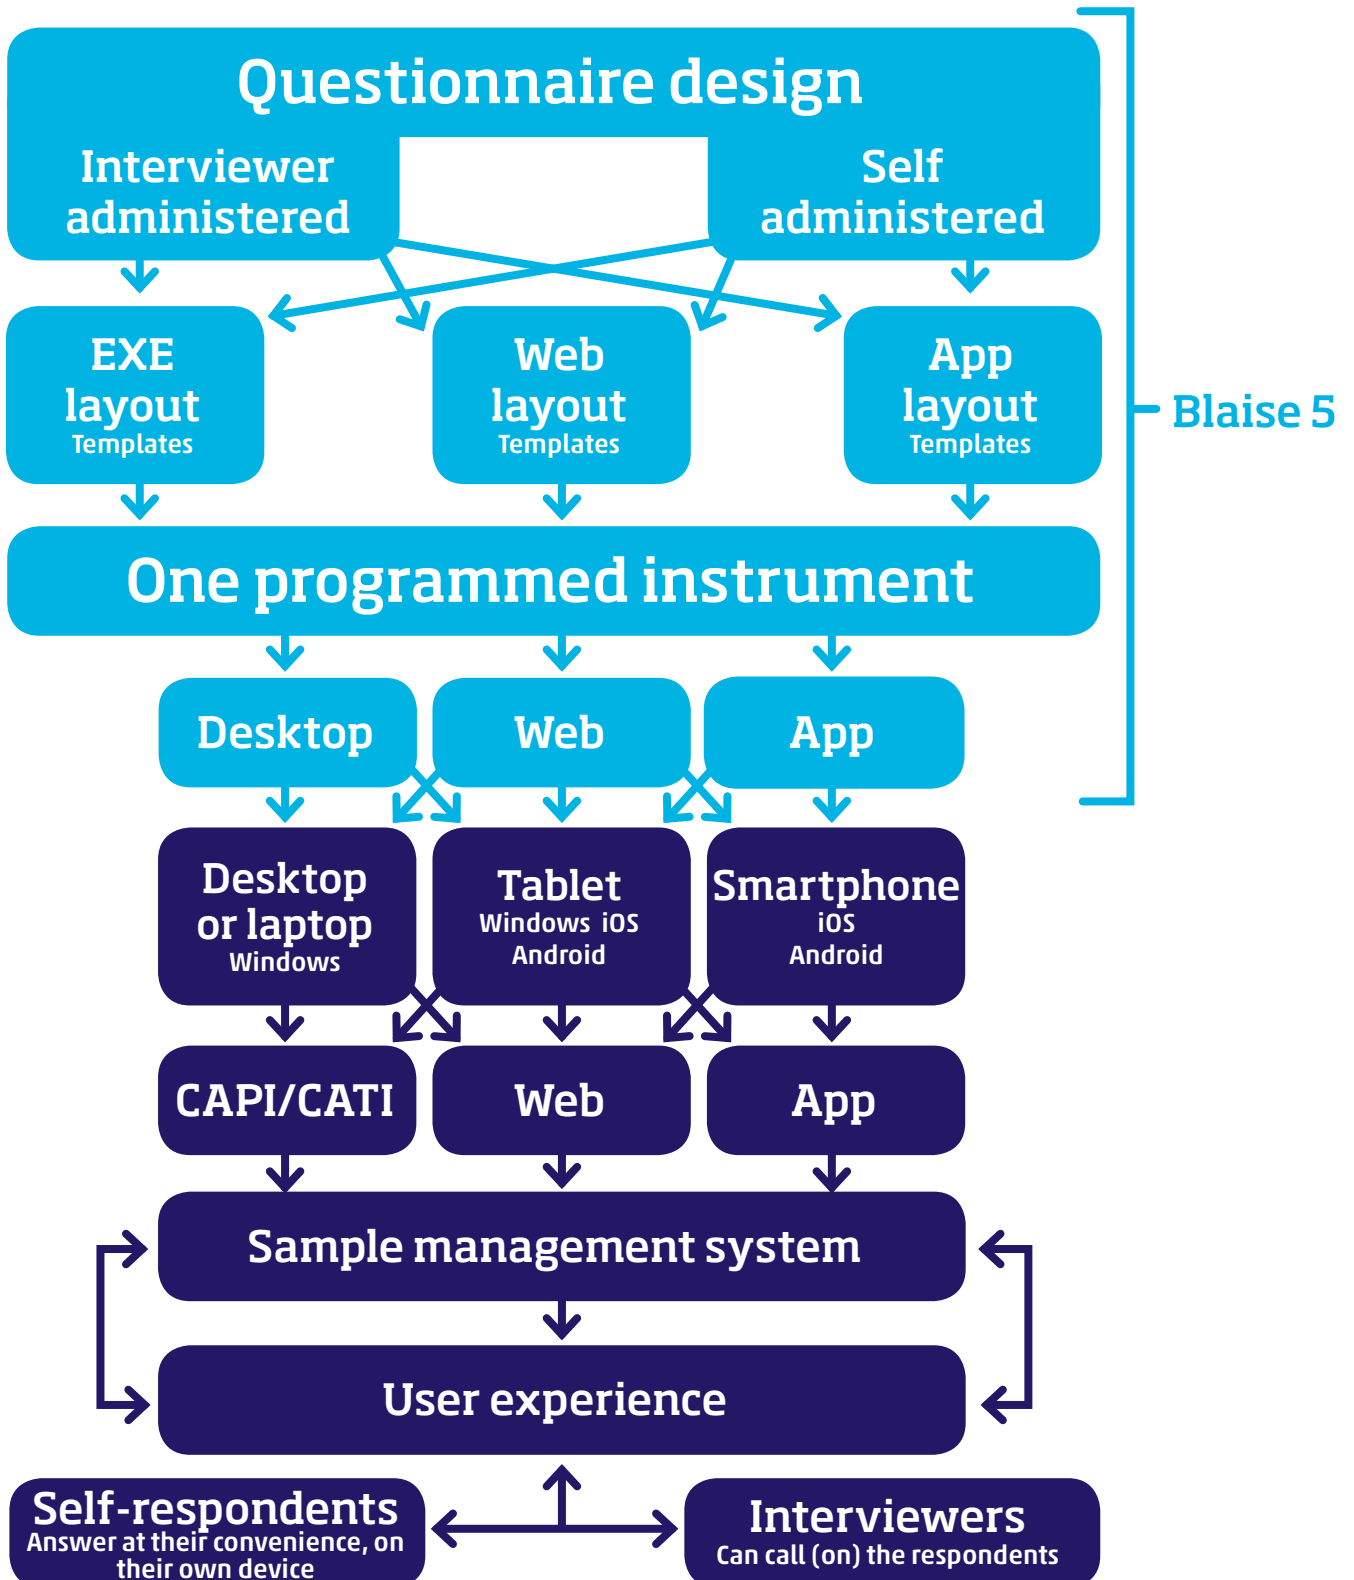 Questionnaire design
Interviewer
administered
Self
administered
EXE
layout
Templates
Web
layout
Templates
App
layout
Templates
Blaise 5
One programmed instrument
Desktop
Web
App
Desktop
or laptop
Windows
Tablet
Windows iOS
Android
Smartphone
iOS
Android
CAPI/CATI
Web
App
Sample management system
User experience
Self-respondents
Answer at their convenience, on
their own device
Interviewers
Can call (on) the respondents